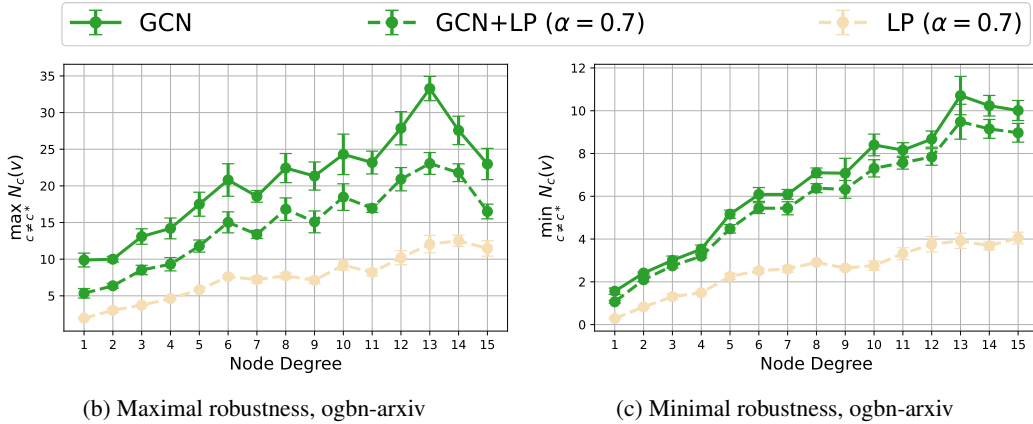 GCN GCN+LP (α = 0.7) LP (α = 0.7)
35
30
25
20
15
10
5
max N_c(v)
c≠c*
1 2 3 4 5 6 7 8 9 10 11 12 13 14 15
Node Degree
(b) Maximal robustness, ogbn-arxiv
12
10
8
6
4
2
0
min N_c(v)
c≠c*
1 2 3 4 5 6 7 8 9 10 11 12 13 14 15
Node Degree
(c) Minimal robustness, ogbn-arxiv